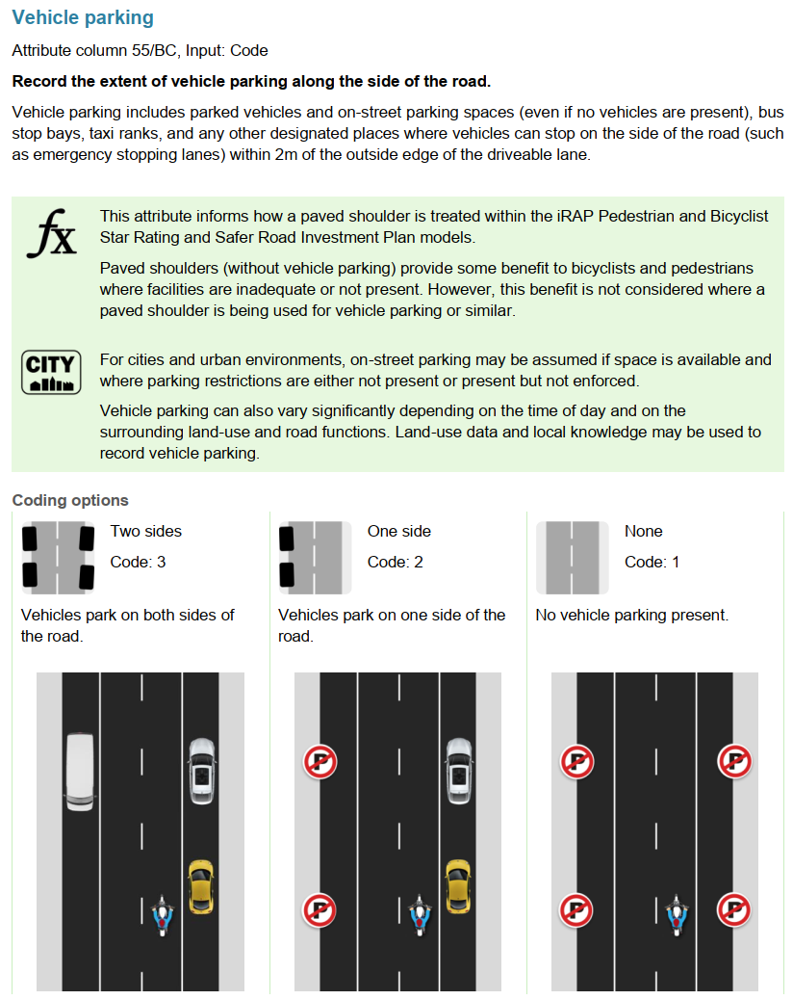 Vehicle parking
Attribute column 55/BC, Input: Code
Record the extent of vehicle parking along the side of the road.
Vehicle parking includes parked vehicles and on-street parking spaces (even if no vehicles are present), bus
stop bays, taxi ranks, and any other designated places where vehicles can stop on the side of the road (such
as emergency stopping lanes) within 2m of the outside edge of the driveable lane.
fx
This attribute informs how a paved shoulder is treated within the iRAP Pedestrian and Bicyclist
Star Rating and Safer Road Investment Plan models.
Paved shoulders (without vehicle parking) provide some benefit to bicyclists and pedestrians
where facilities are inadequate or not present. However, this benefit is not considered where a
paved shoulder is being used for vehicle parking or similar.
CITY
For cities and urban environments, on-street parking may be assumed if space is available and
where parking restrictions are either not present or present but not enforced.
Vehicle parking can also vary significantly depending on the time of day and on the
surrounding land-use and road functions. Land-use data and local knowledge may be used to
record vehicle parking.
Coding options
Two sides
Code: 3
Vehicles park on both sides of
the road.
One side
Code: 2
Vehicles park on one side of the
road.
P
P
None
Code: 1
No vehicle parking present.
P
P
P
P